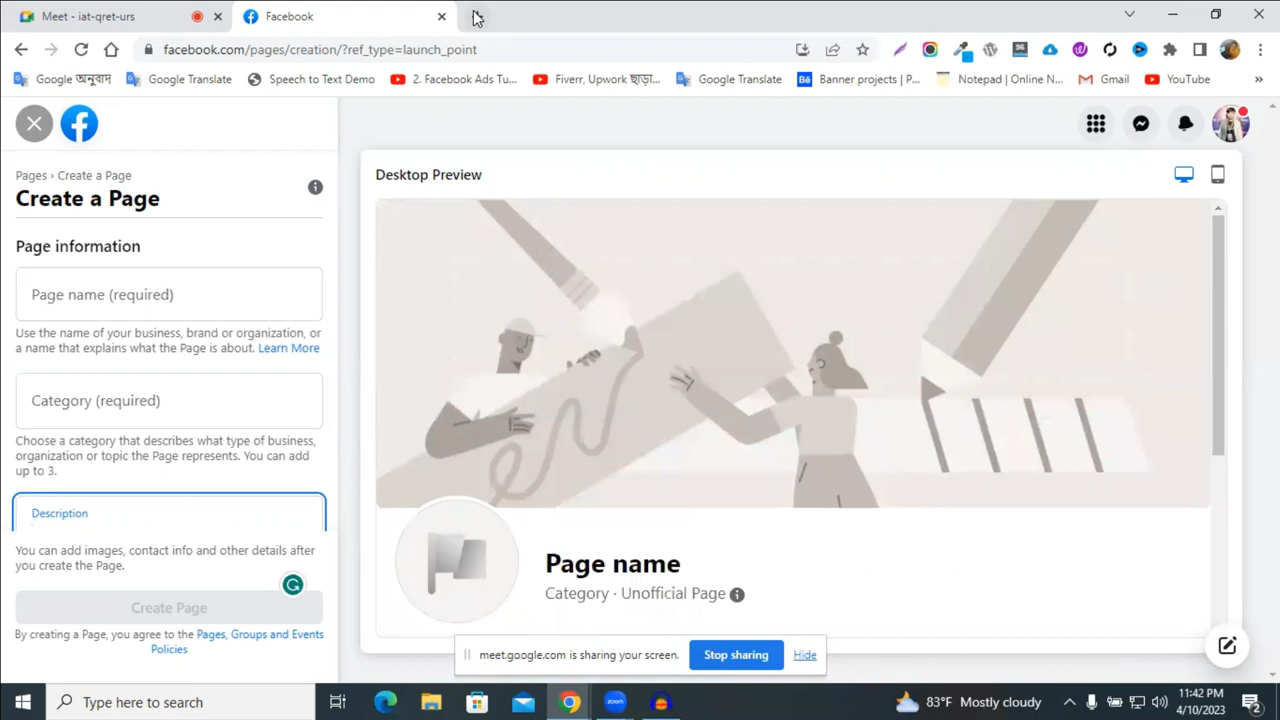 Meet - iat-qret-urs
Facebook
facebook.com/pages/creation/?ref_type=launch_point
Google অনুবাদ
Google Translate
Speech to Text Demo
2. Facebook Ads Tu...
Fiverr, Upwork ছাড়া...
Google Translate
Banner projects | P...
Notepad | Online N...
Gmail
YouTube
»
Pages › Create a Page
Create a Page
Page information
Page name (required)
Use the name of your business, brand or organization, or
a name that explains what the Page is about. Learn More
Category (required)
Choose a category that describes what type of business,
organization or topic the Page represents. You can add
up to 3.
Description
You can add images, contact info and other details after
you create the Page.
Create Page
By creating a Page, you agree to the Pages, Groups and Events
Policies
Desktop Preview
Page name
Category · Unofficial Page
meet.google.com is sharing your screen.
Stop sharing
Hide
Type here to search
zoom
83°F Mostly cloudy
11:42 PM
4/10/2023
2